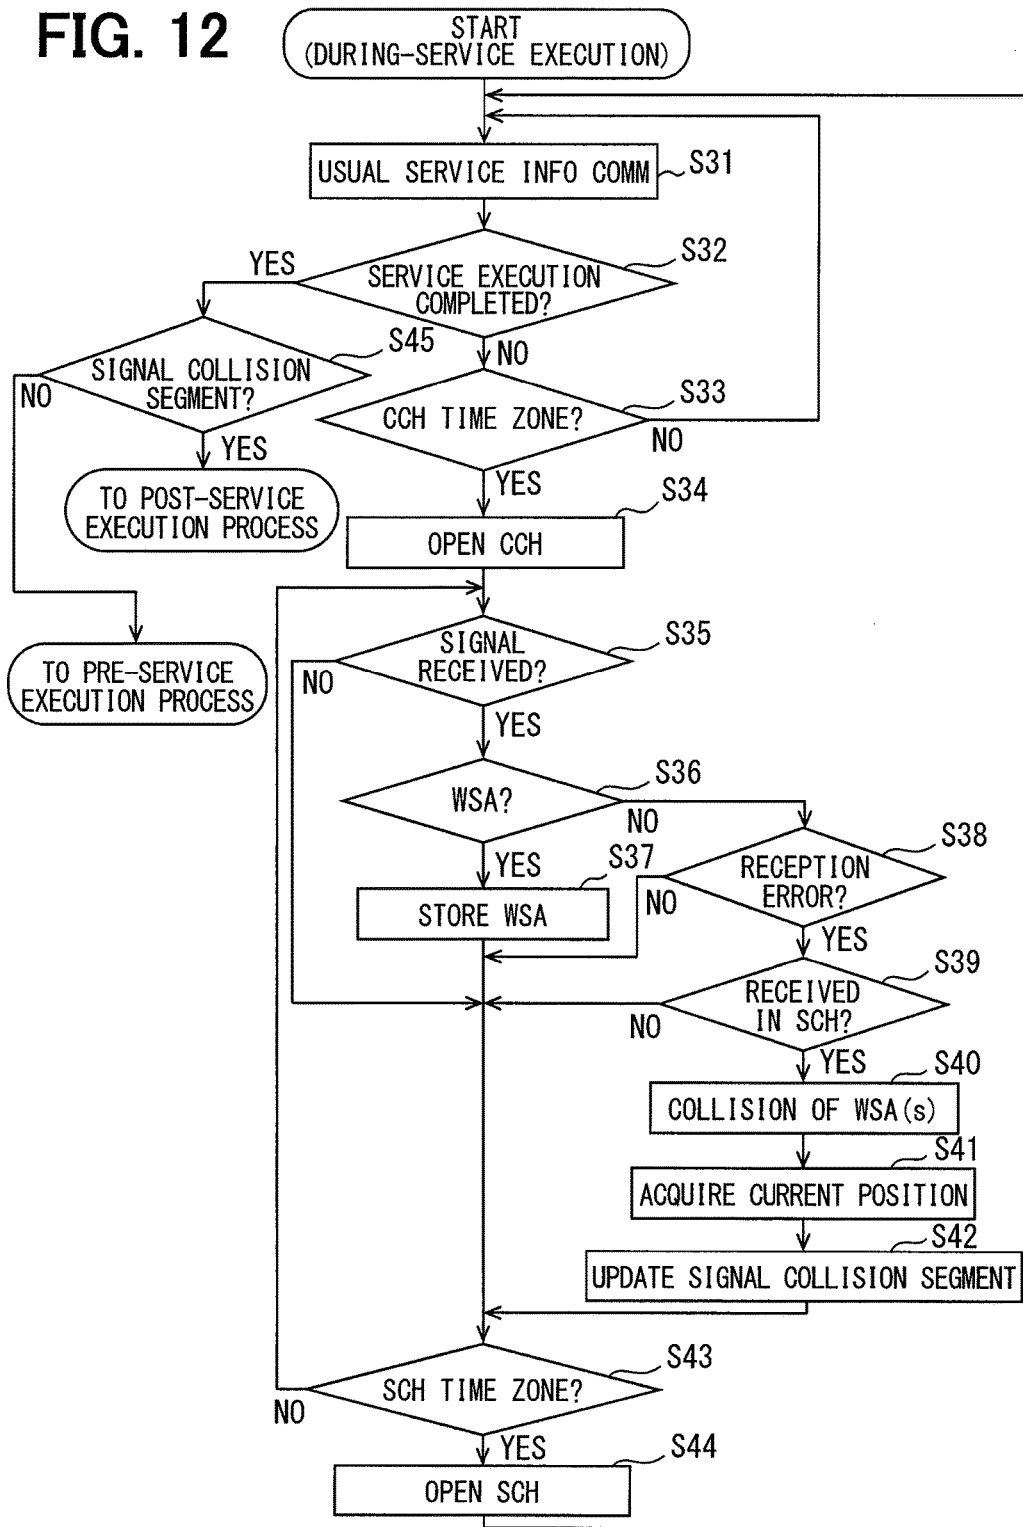 FIG. 12
START
(DURING-SERVICE EXECUTION)
USUAL SERVICE INFO COMM
S31
S32
YES
SERVICE EXECUTION
COMPLETED?
NO
S45
SIGNAL COLLISION
SEGMENT?
NO
YES
S33
CCH TIME ZONE?
NO
YES
TO POST-SERVICE
EXECUTION PROCESS
S34
OPEN CCH
S35
SIGNAL
RECEIVED?
NO
YES
TO PRE-SERVICE
EXECUTION PROCESS
S36
WSA?
NO
YES
S37
STORE WSA
S38
RECEPTION
ERROR?
NO
YES
S39
RECEIVED
IN SCH?
NO
YES
S40
COLLISION OF WSA(s)
S41
ACQUIRE CURRENT POSITION
S42
UPDATE SIGNAL COLLISION SEGMENT
S43
SCH TIME ZONE?
NO
YES
S44
OPEN SCH